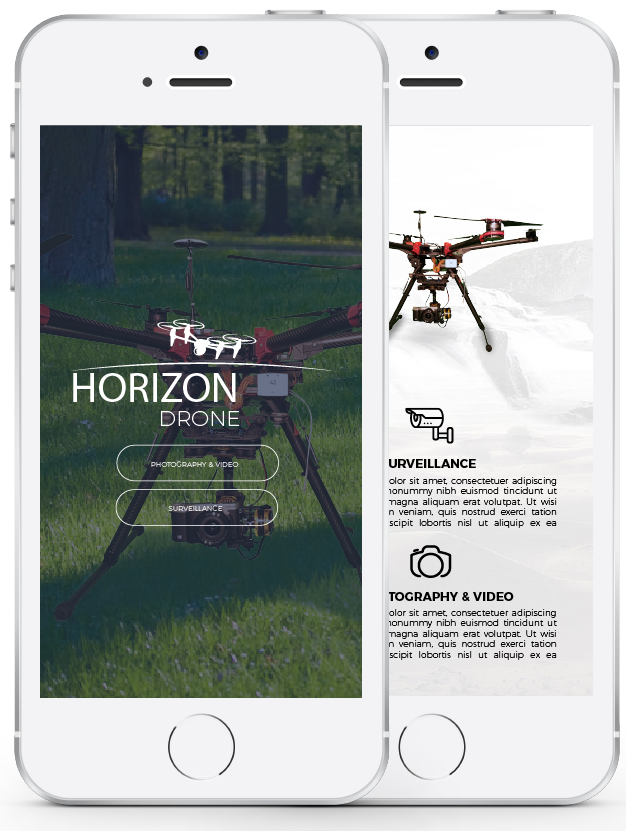 HORIZON
DRONE
PHOTOGRAPHY & VIDEO
SURVEILLANCE
URVEILLANCE
olor sit amet, consectetuer adipiscing
nonummy nibh euismod tincidunt ut
magna aliquam erat volutpat. Ut wisi
n veniam, quis nostrud exerci tation
scipit lobortis nisl ut aliquip ex ea
TOGRAPHY & VIDEO
olor sit amet, consectetuer adipiscing
nonummy nibh euismod tincidunt ut
magna aliquam erat volutpat. Ut wisi
n veniam, quis nostrud exerci tation
scipit lobortis nisl ut aliquip ex ea